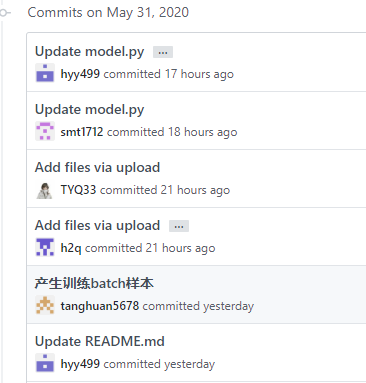 Commits on May 31, 2020
Update model.py ...
hyy499 committed 17 hours ago
Update model.py
smt1712 committed 18 hours ago
Add files via upload
TYQ33 committed 21 hours ago
Add files via upload ...
h2q committed 21 hours ago
产生训练batch样本
tanghuan5678 committed yesterday
Update README.md
hyy499 committed yesterday